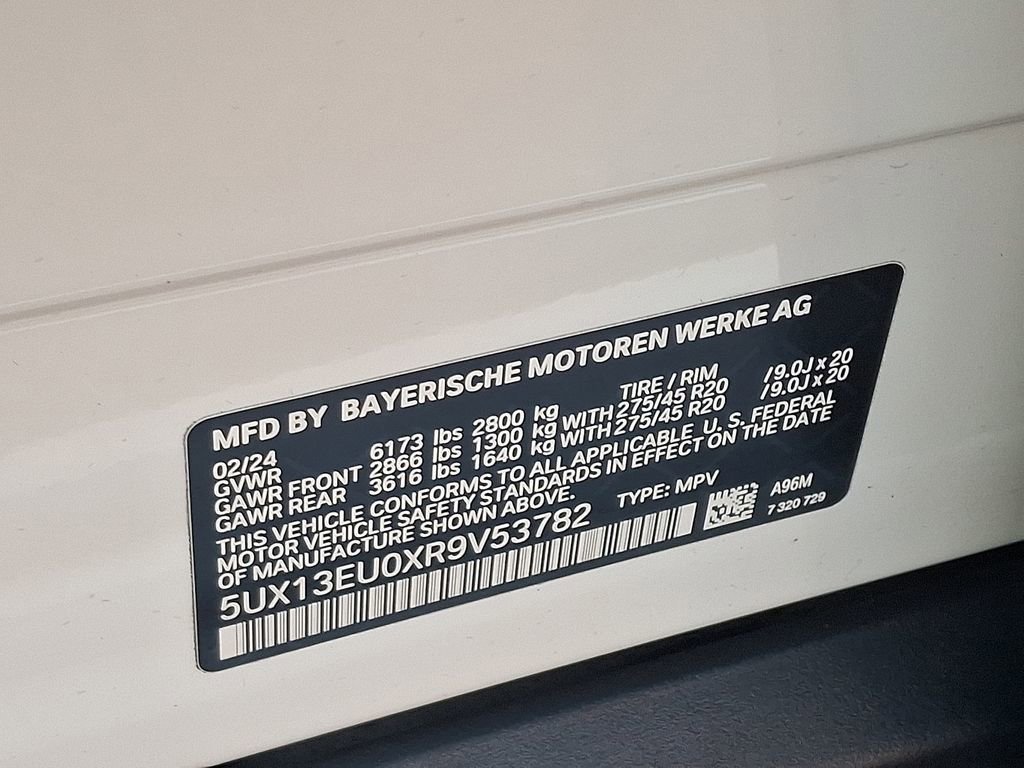 MFD BY BAYERISCHE MOTOREN WERKE AG
02/24 TIRE / RIM
GVWR 6173 lbs 2800 kg
GAWR FRONT 2866 lbs 1300 kg WITH 275/45 R20 /9.0J x 20
GAWR REAR 3616 lbs 1640 kg WITH 275/45 R20 /9.0J x 20
THIS VEHICLE CONFORMS TO ALL APPLICABLE U. S. FEDERAL
MOTOR VEHICLE SAFETY STANDARDS IN EFFECT ON THE DATE
OF MANUFACTURE SHOWN ABOVE.
TYPE: MPV A96M
5UX13EU0XR9V53782 7 320 729